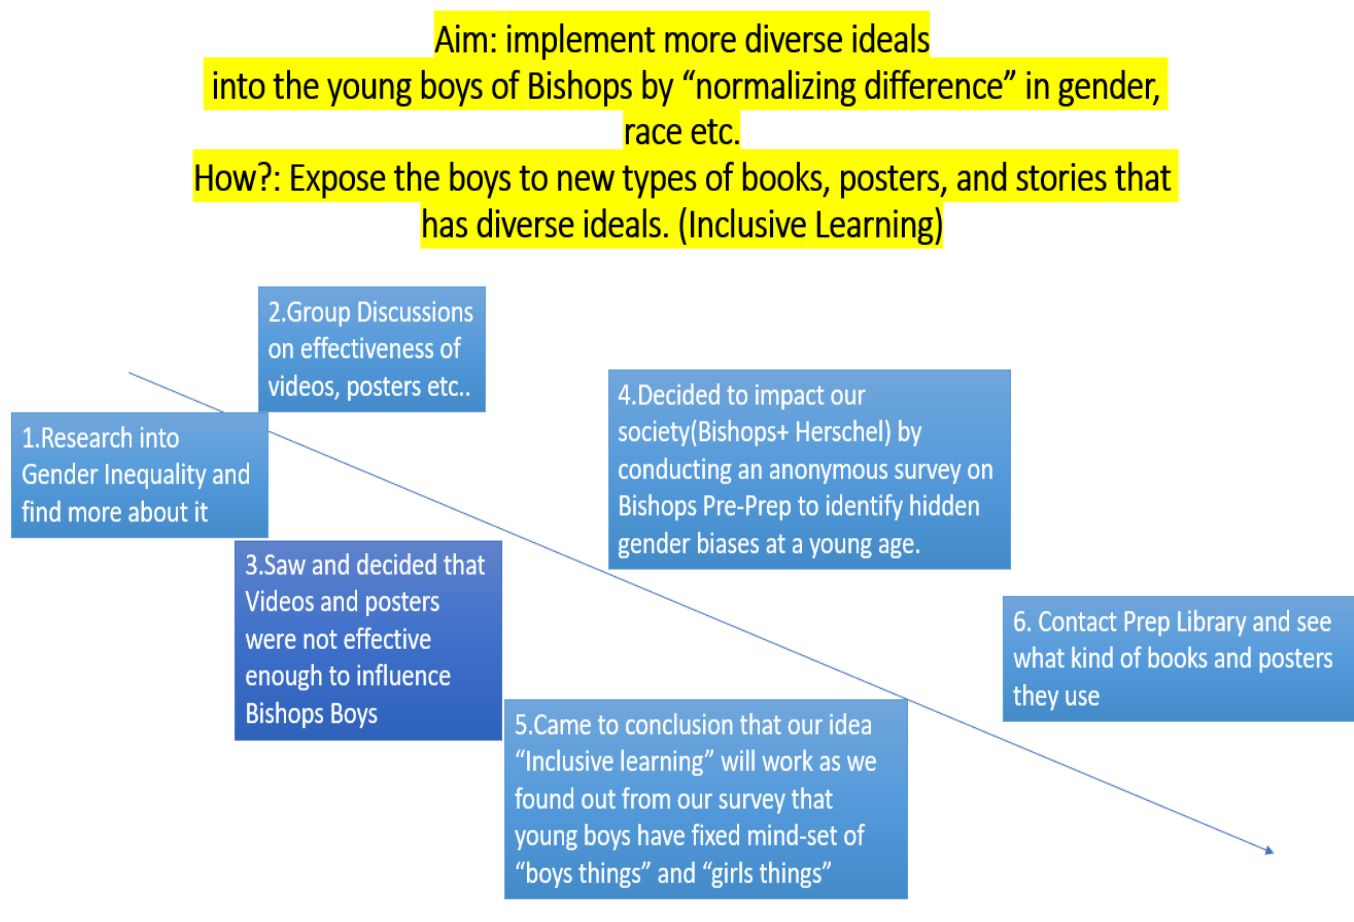 Aim: implement more diverse ideals
into the young boys of Bishops by “normalizing difference” in gender,
race etc.
How?: Expose the boys to new types of books, posters, and stories that
has diverse ideals. (Inclusive Learning)
1.Research into
Gender Inequality and
find more about it
2.Group Discussions
on effectiveness of
videos, posters etc..
3.Saw and decided that
Videos and posters
were not effective
enough to influence
Bishops Boys
4.Decided to impact our
society(Bishops+ Herschel) by
conducting an anonymous survey on
Bishops Pre-Prep to identify hidden
gender biases at a young age.
5.Came to conclusion that our idea
“Inclusive learning” will work as we
found out from our survey that
young boys have fixed mind-set of
“boys things” and “girls things”
6. Contact Prep Library and see
what kind of books and posters
they use